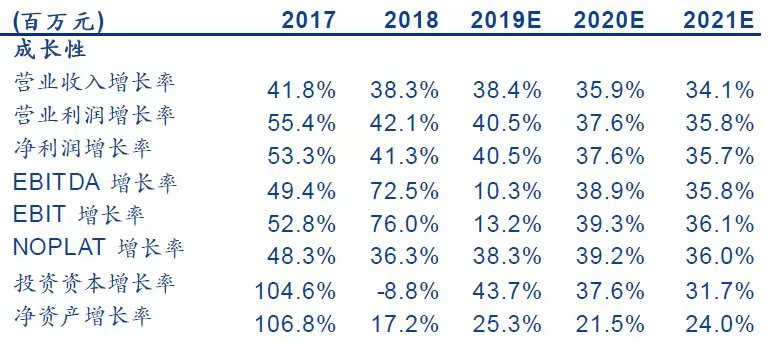 (百万元) 2017 2018 2019E 2020E 2021E
成长性
营业收入增长率 41.8% 38.3% 38.4% 35.9% 34.1%
营业利润增长率 55.4% 42.1% 40.5% 37.6% 35.8%
净利润增长率 53.3% 41.3% 40.5% 37.6% 35.7%
EBITDA 增长率 49.4% 72.5% 10.3% 38.9% 35.8%
EBIT 增长率 52.8% 76.0% 13.2% 39.3% 36.1%
NOPLAT 增长率 48.3% 36.3% 38.3% 39.2% 36.0%
投资资本增长率 104.6% -8.8% 43.7% 37.6% 31.7%
净资产增长率 106.8% 17.2% 25.3% 21.5% 24.0%